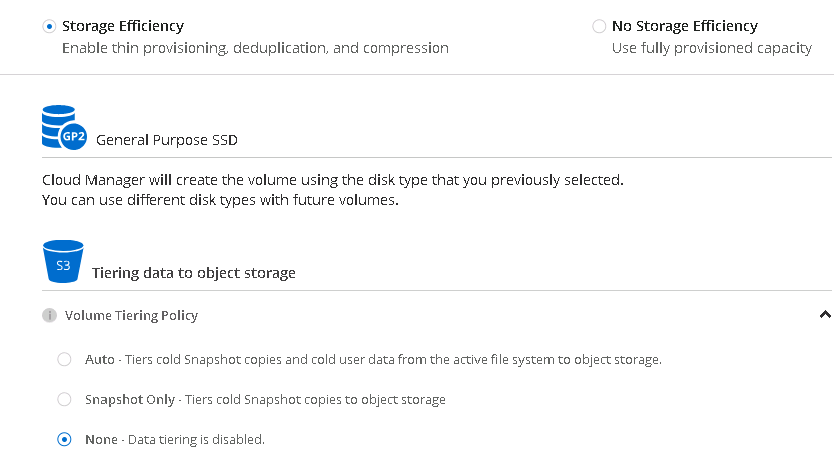 Storage Efficiency
No Storage Efficiency
Enable thin provisioning, deduplication, and compression
Use fully provisioned capacity
GP2
General Purpose SSD
Cloud Manager will create the volume using the disk type that you previously selected.
You can use different disk types with future volumes.
S3
Tiering data to object storage
i
Volume Tiering Policy
Auto - Tiers cold Snapshot copies and cold user data from the active file system to object storage.
Snapshot Only - Tiers cold Snapshot copies to object storage
None - Data tiering is disabled.